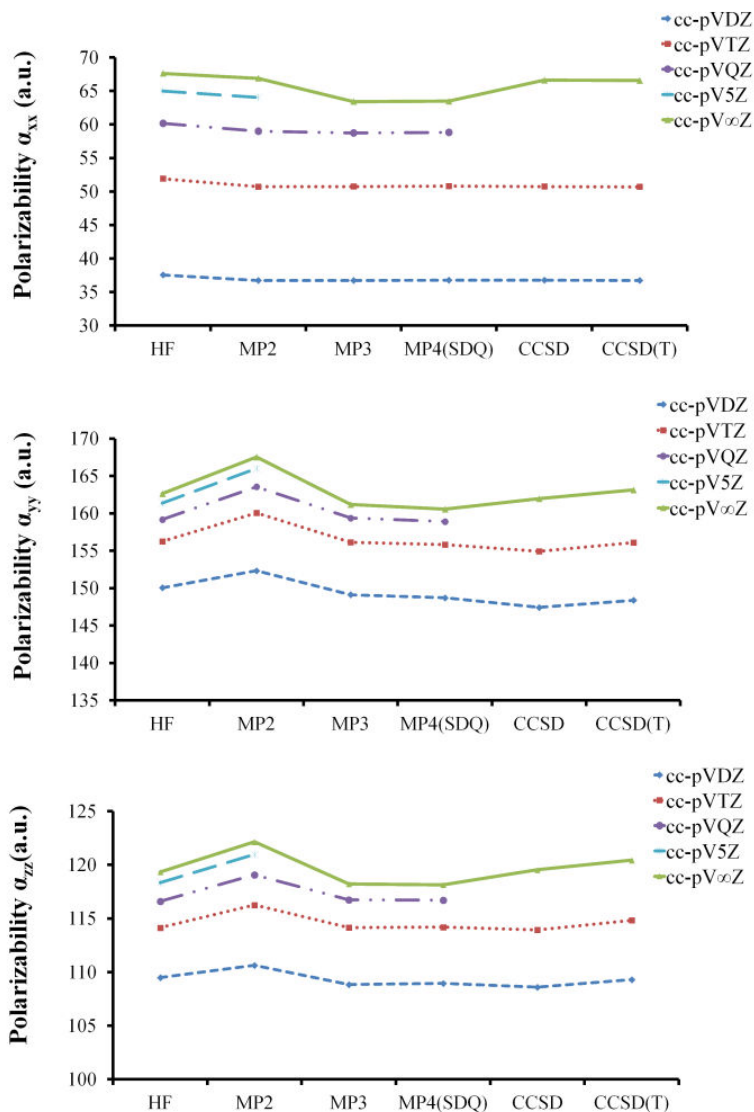 cc-pVDZ
cc-pVTZ
cc-pVQZ
cc-pV5Z
cc-pV∞Z
Polarizability αxx (a.u.)
70
65
60
55
50
45
40
35
30
HF MP2 MP3 MP4(SDQ) CCSD CCSD(T)
cc-pVDZ
cc-pVTZ
cc-pVQZ
cc-pV5Z
cc-pV∞Z
Polarizability αyy (a.u.)
170
165
160
155
150
145
140
135
HF MP2 MP3 MP4(SDQ) CCSD CCSD(T)
cc-pVDZ
cc-pVTZ
cc-pVQZ
cc-pV5Z
cc-pV∞Z
Polarizability αzz(a.u.)
125
120
115
110
105
100
HF MP2 MP3 MP4(SDQ) CCSD CCSD(T)